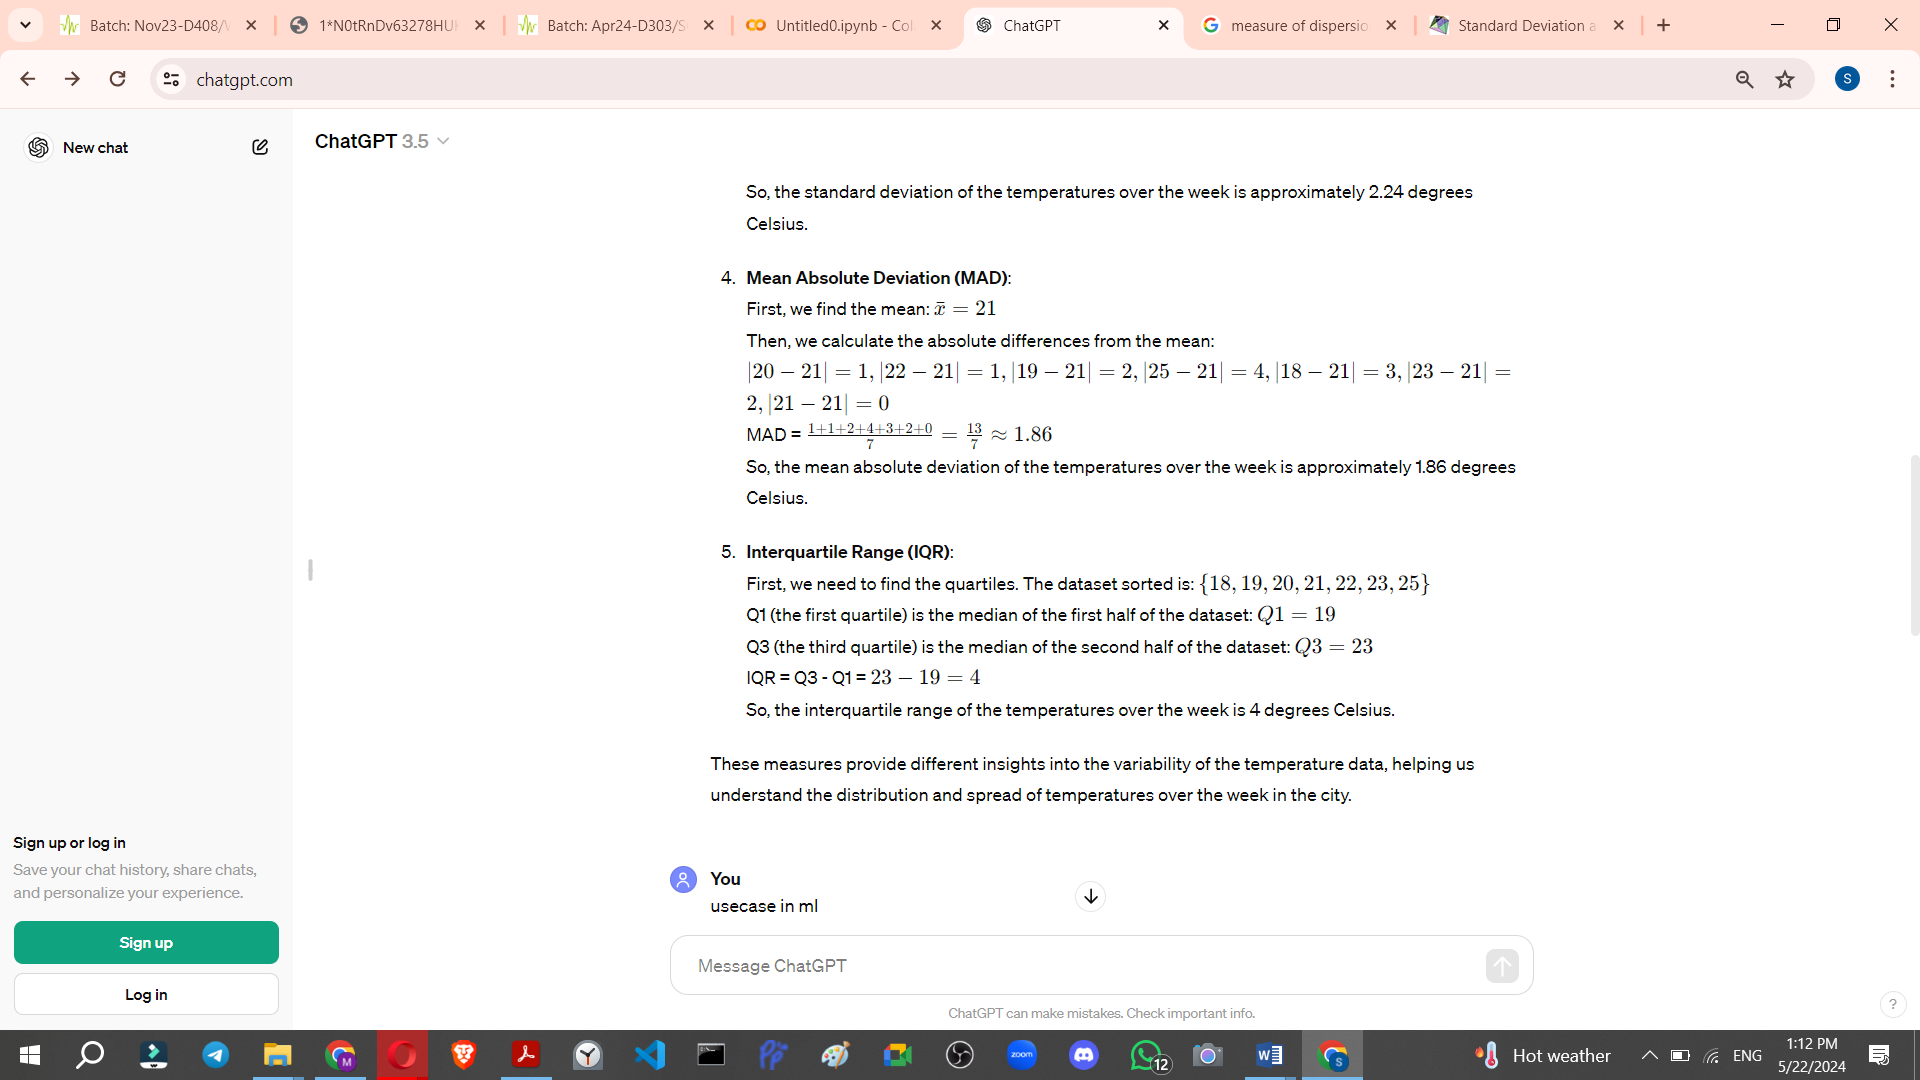 Batch: Nov23-D408/
1*N0tRnDv63278HU
Batch: Apr24-D303/S
Untitled0.ipynb - Col
ChatGPT
measure of dispersio
Standard Deviation a
chatgpt.com
S
New chat
ChatGPT 3.5
So, the standard deviation of the temperatures over the week is approximately 2.24 degrees
Celsius.
4. Mean Absolute Deviation (MAD):
First, we find the mean: x̄ = 21
Then, we calculate the absolute differences from the mean:
|20 − 21| = 1, |22 − 21| = 1, |19 − 21| = 2, |25 − 21| = 4, |18 − 21| = 3, |23 − 21| =
2, |21 − 21| = 0
MAD = 1+1+2+4+3+2+0/7 = 13/7 ≈ 1.86
So, the mean absolute deviation of the temperatures over the week is approximately 1.86 degrees
Celsius.
5. Interquartile Range (IQR):
First, we need to find the quartiles. The dataset sorted is: {18, 19, 20, 21, 22, 23, 25}
Q1 (the first quartile) is the median of the first half of the dataset: Q1 = 19
Q3 (the third quartile) is the median of the second half of the dataset: Q3 = 23
IQR = Q3 - Q1 = 23 − 19 = 4
So, the interquartile range of the temperatures over the week is 4 degrees Celsius.
These measures provide different insights into the variability of the temperature data, helping us
understand the distribution and spread of temperatures over the week in the city.
You
usecase in ml
Message ChatGPT
ChatGPT can make mistakes. Check important info.
?
Sign up or log in
Save your chat history, share chats,
and personalize your experience.
Sign up
Log in
M
zoom
12
S
Hot weather
ENG
1:12 PM
5/22/2024